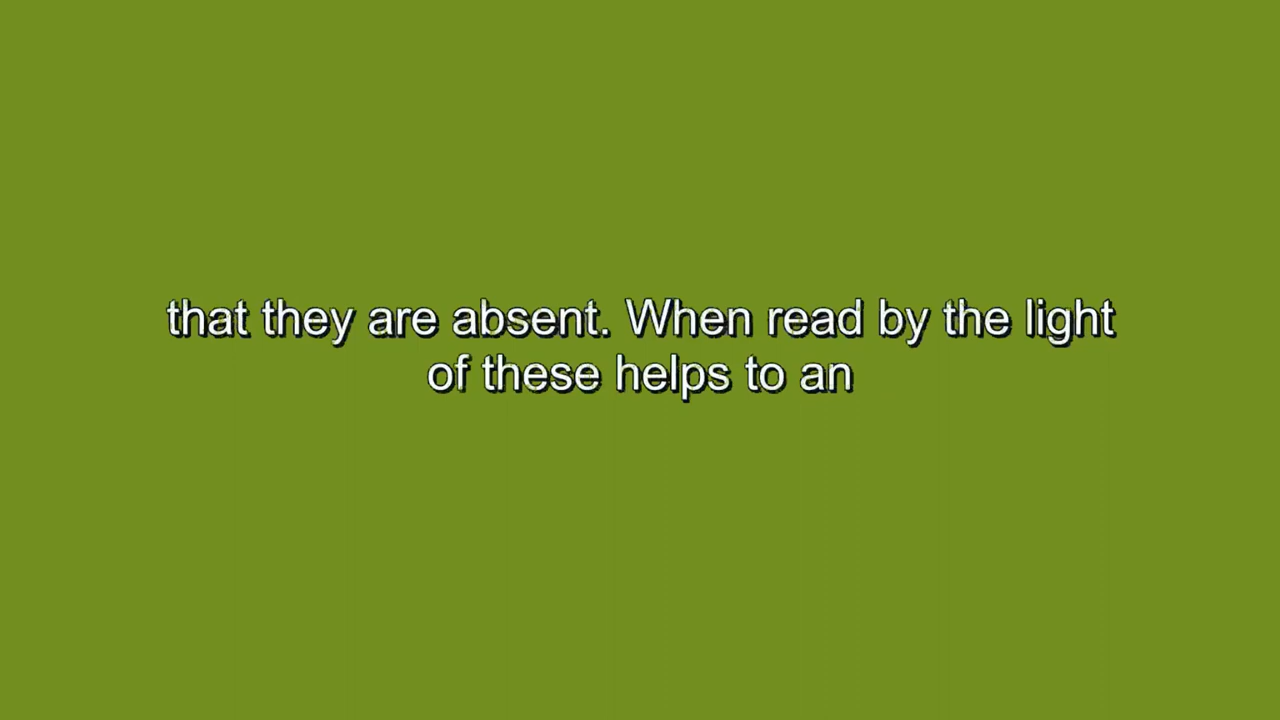 that they are absent. When read by the light
of these helps to an